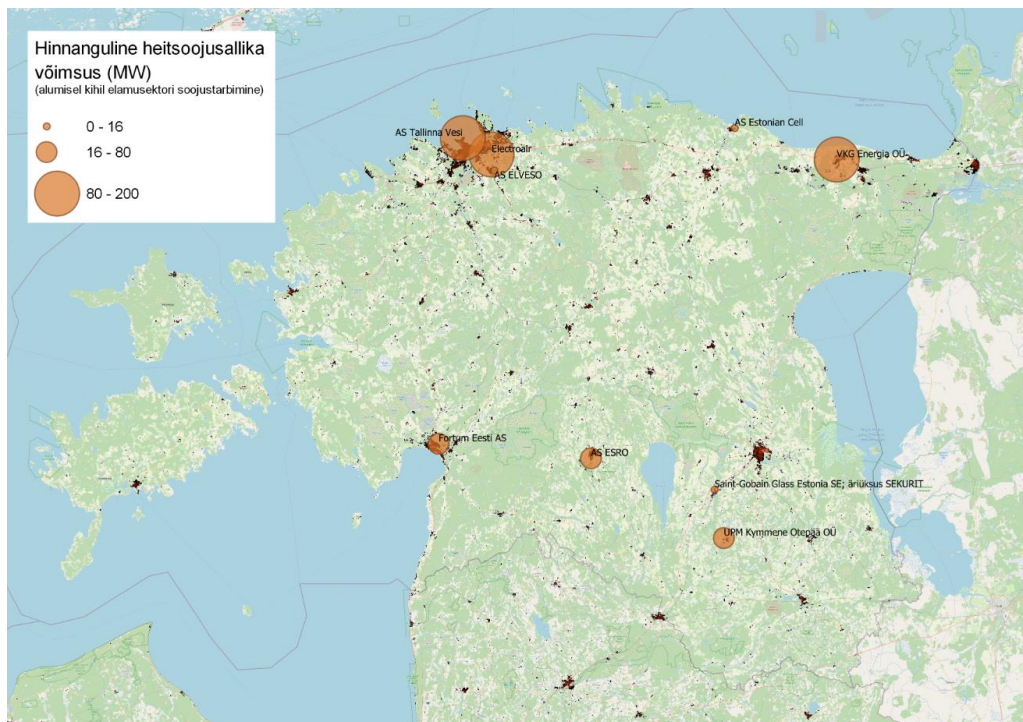 Hinnanguline heitsoojusallika
võimsus (MW)
(alumisel kihil elamusektori soojustarbimine)
0 - 16
16 - 80
80 - 200
AS Tallinna Vesi
Electroair
AS ELVESO
AS Estonian Cell
VKG Energia OÜ
Fortum Eesti AS
AS ESRO
Saint-Gobain Glass Estonia SE; äriüksus SEKURIT
UPM Kymmene Otepää OÜ